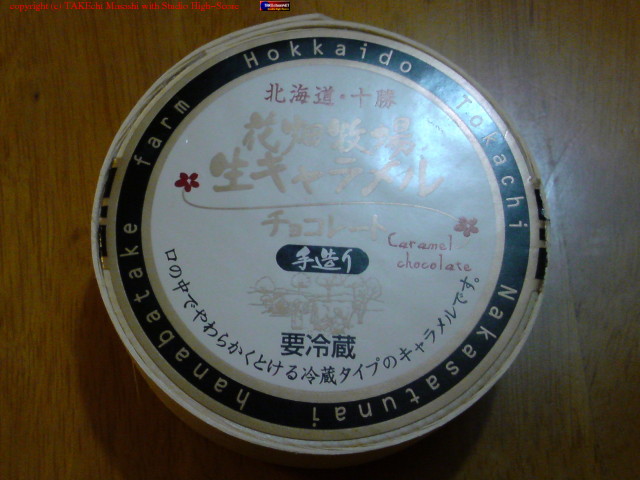 copyright (c) TAKEichi Masashi with Studio High-Score
hanabatake farm Hokkaido Tokachi Nakasatsunai
北海道・十勝
花畑牧場
生キャラメル
チョコレート
Caramel
chocolate
手造り
要冷蔵
口の中でやわらかくとける冷蔵タイプのキャラメルです。